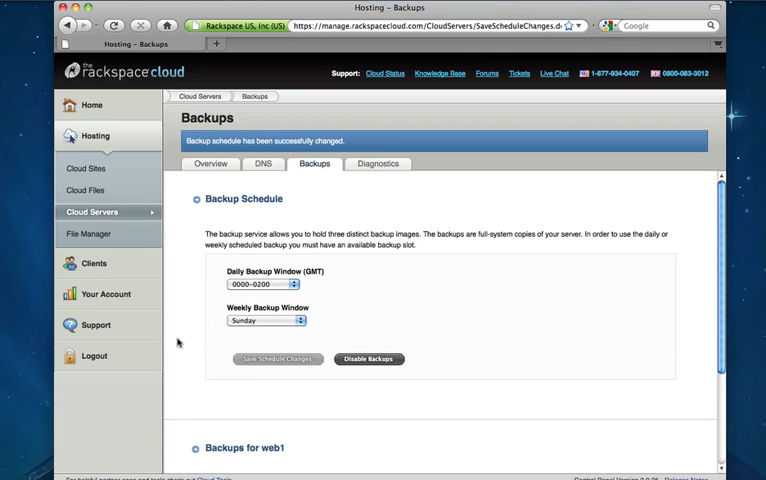 Hosting - Backups
Rackspace US, Inc (US)
https://manage.rackspacecloud.com/CloudServers/SaveScheduleChanges.do
Google
Hosting - Backups
the rackspacecloud
Support: Cloud Status Knowledge Base Forums Tickets Live Chat 1-877-934-0407 0800-083-3012
Home
Hosting
Cloud Sites
Cloud Files
Cloud Servers
File Manager
Clients
Your Account
Support
Logout
Cloud Servers Backups
Backups
Backup schedule has been successfully changed.
Overview DNS Backups Diagnostics
Backup Schedule
The backup service allows you to hold three distinct backup images. The backups are full-system copies of your server. In order to use the daily or
weekly scheduled backup you must have an available backup slot.
Daily Backup Window (GMT)
0000-0200
Weekly Backup Window
Sunday
Save Schedule Changes Disable Backups
Backups for web1